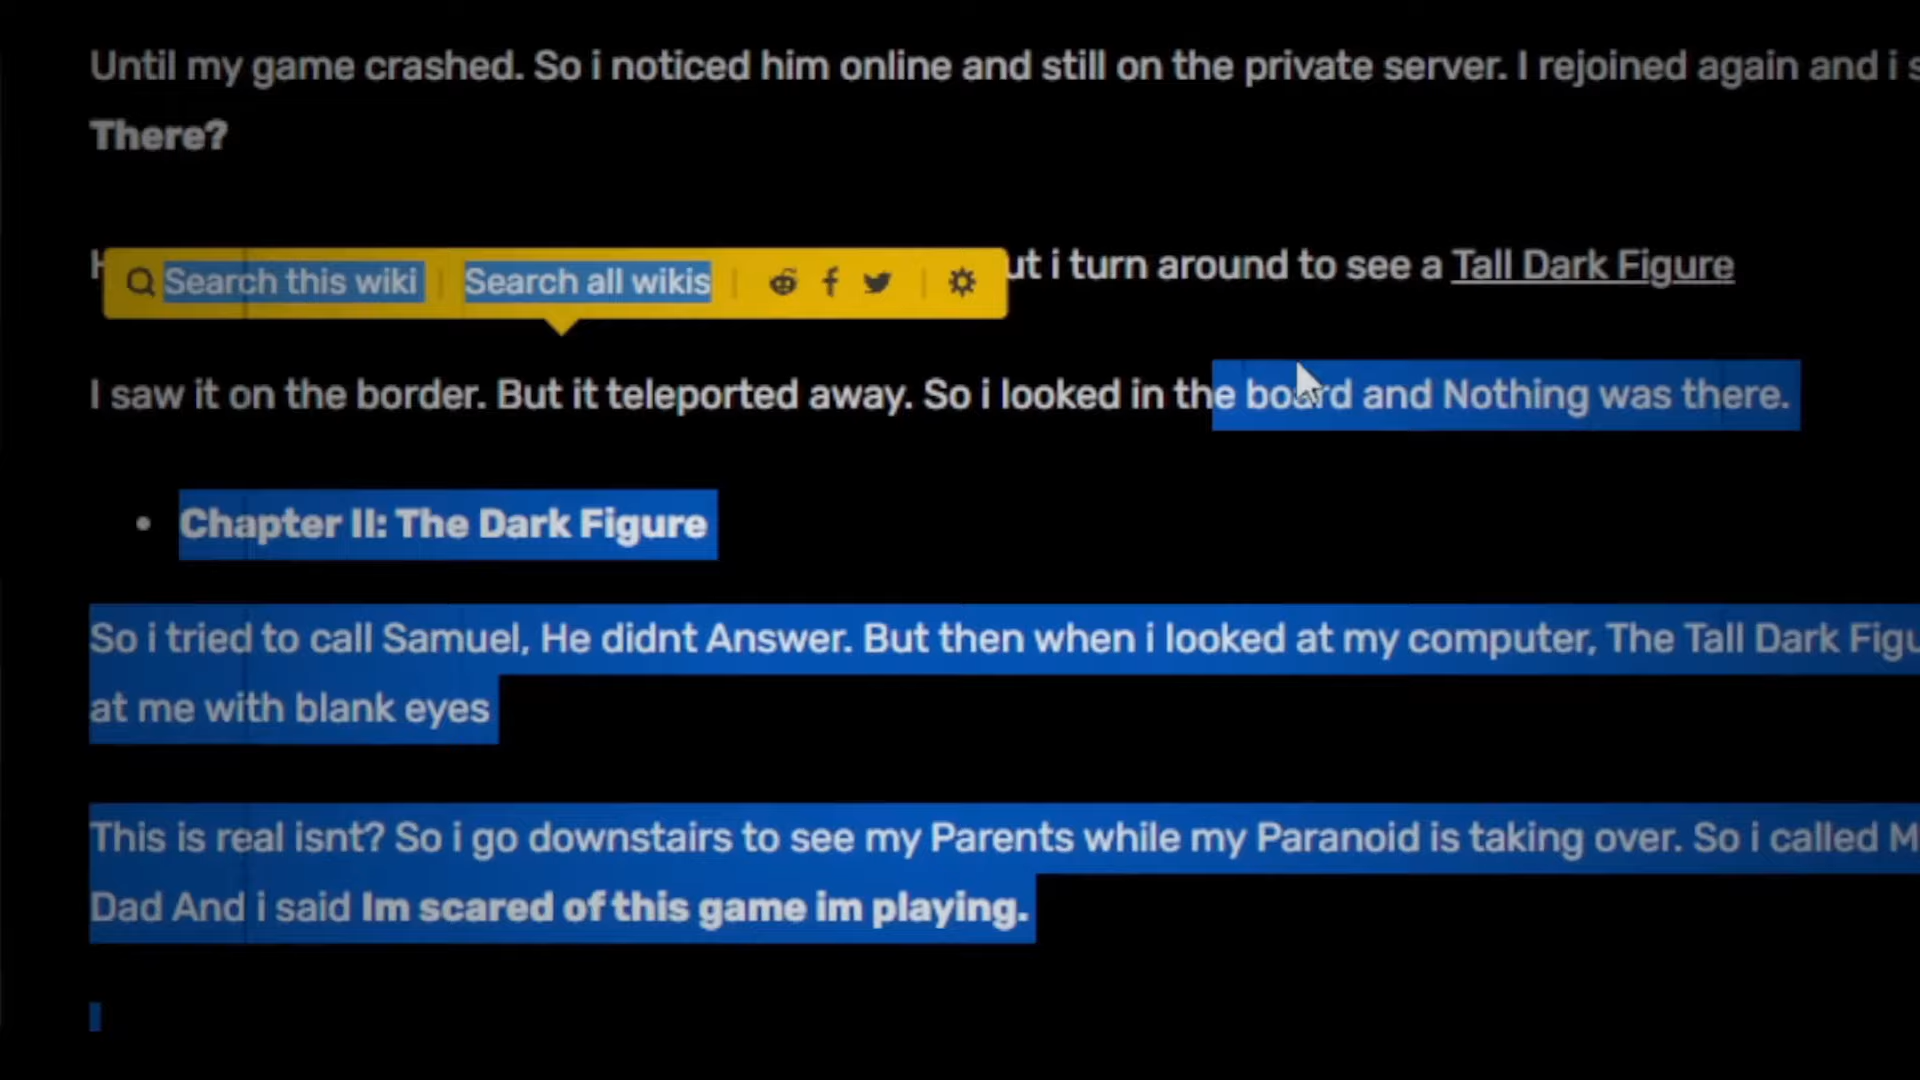 Until my game crashed. So i noticed him online and still on the private server. I rejoined again and i
There?
Search this wiki
Search all wikis
i turn around to see a Tall Dark Figure
I saw it on the border. But it teleported away. So i looked in the board and Nothing was there.
• Chapter II: The Dark Figure
So i tried to call Samuel, He didnt Answer. But then when i looked at my computer, The Tall Dark
at me with blank eyes
This is real isnt? So i go downstairs to see my Parents while my Paranoid is taking over. So i called
Dad And i said Im scared of this game im playing.